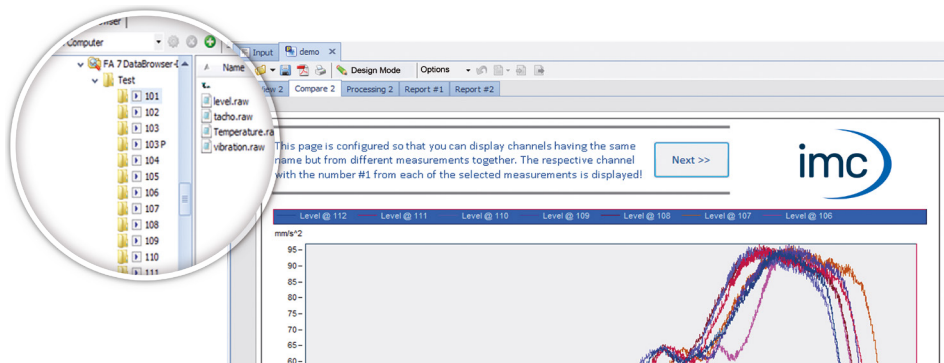 Computer
FA 7 DataBrowser-
Test
101
102
103
103 P
104
105
106
107
108
109
110
111
Name
level.raw
tacho.raw
Temperature.ra
vibration.raw
Input
demo
Design Mode
Options
Compare 2
Processing 2
Report #1
Report #2
This page is configured so that you can display channels having the same
name but from different measurements together. The respective channel
with the number #1 from each of the selected measurements is displayed!
Next >>
imc
Level @ 112
Level @ 111
Level @ 110
Level @ 109
Level @ 108
Level @ 107
Level @ 106
mm/s^2
95
90
85
80
75
70
65
60